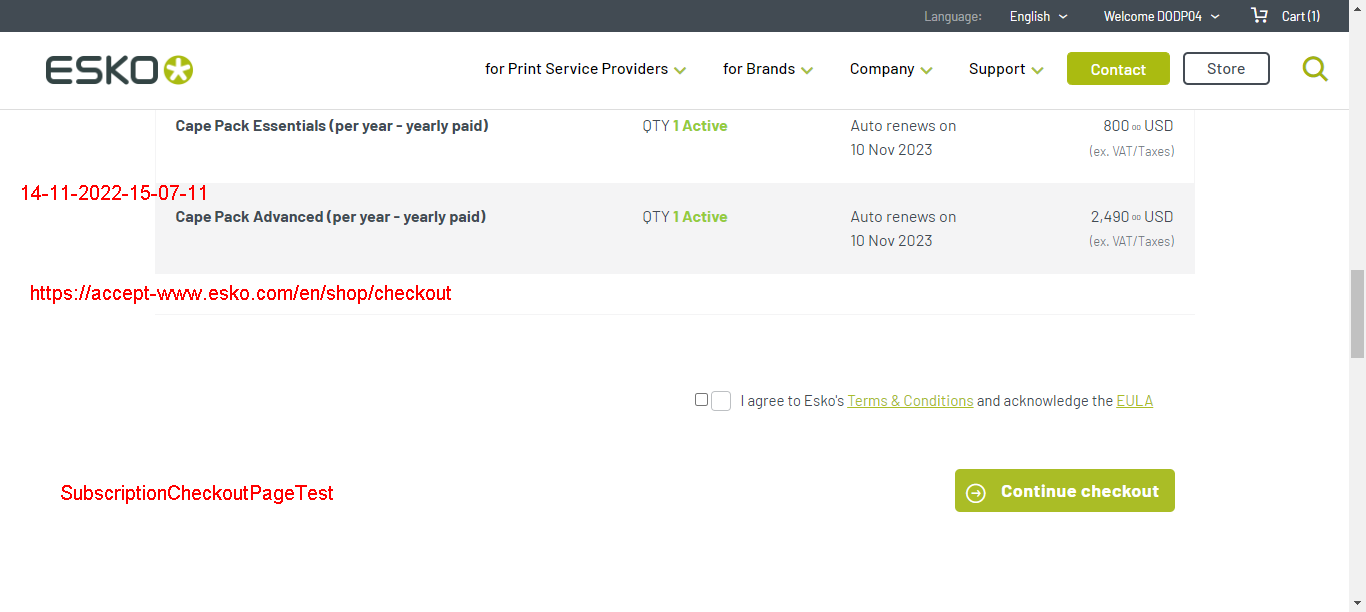 Language: English Welcome DODP04 Cart (1)
ESKO for Print Service Providers for Brands Company Support Contact Store
Cape Pack Essentials (per year - yearly paid) QTY 1 Active Auto renews on 800 00 USD
10 Nov 2023 (ex. VAT/Taxes)
14-11-2022-15-07-11
Cape Pack Advanced (per year - yearly paid) QTY 1 Active Auto renews on 2,490 00 USD
10 Nov 2023 (ex. VAT/Taxes)
https://accept-www.esko.com/en/shop/checkout
I agree to Esko's Terms & Conditions and acknowledge the EULA
SubscriptionCheckoutPageTest Continue checkout